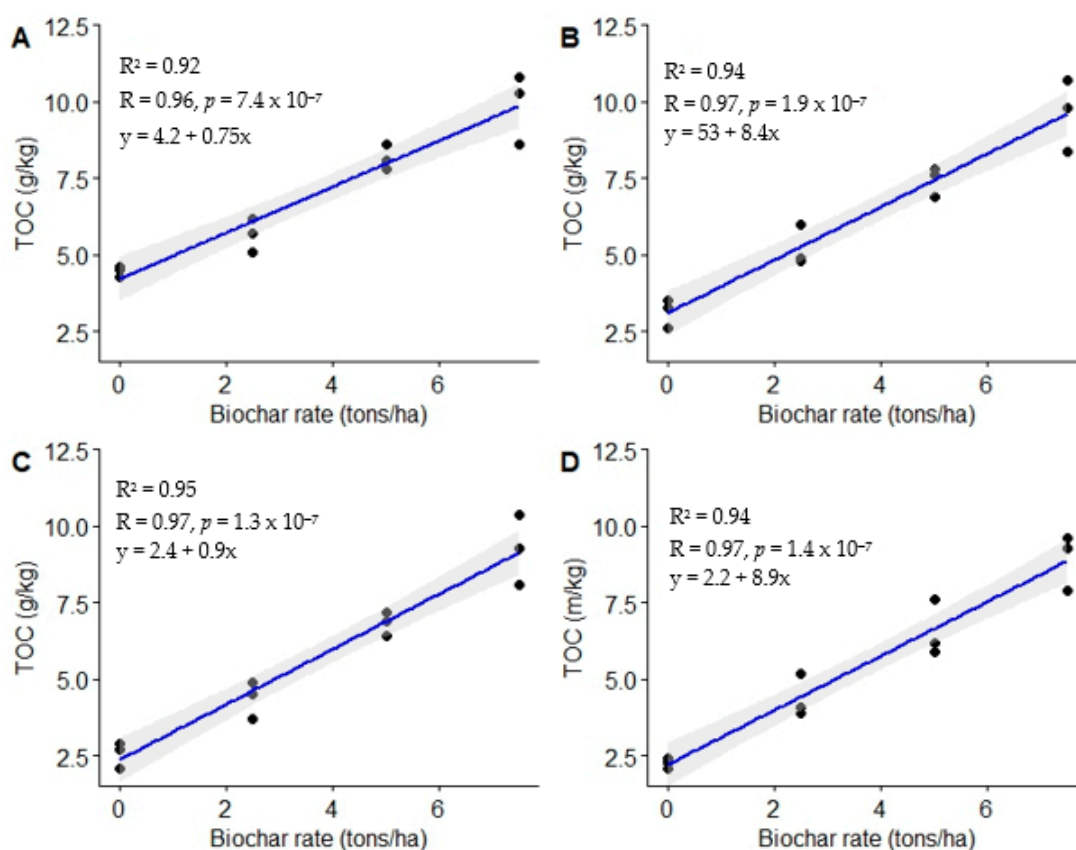 A
R² = 0.92
R = 0.96, p = 7.4 x 10⁻⁷
y = 4.2 + 0.75x
12.5
10.0
7.5
5.0
2.5
TOC (g/kg)
0 2 4 6
Biochar rate (tons/ha)
B
R² = 0.94
R = 0.97, p = 1.9 x 10⁻⁷
y = 53 + 8.4x
12.5
10.0
7.5
5.0
2.5
TOC (g/kg)
0 2 4 6
Biochar rate (tons/ha)
C
R² = 0.95
R = 0.97, p = 1.3 x 10⁻⁷
y = 2.4 + 0.9x
12.5
10.0
7.5
5.0
2.5
TOC (g/kg)
0 2 4 6
Biochar rate (tons/ha)
D
R² = 0.94
R = 0.97, p = 1.4 x 10⁻⁷
y = 2.2 + 8.9x
12.5
10.0
7.5
5.0
2.5
TOC (m/kg)
0 2 4 6
Biochar rate (tons/ha)